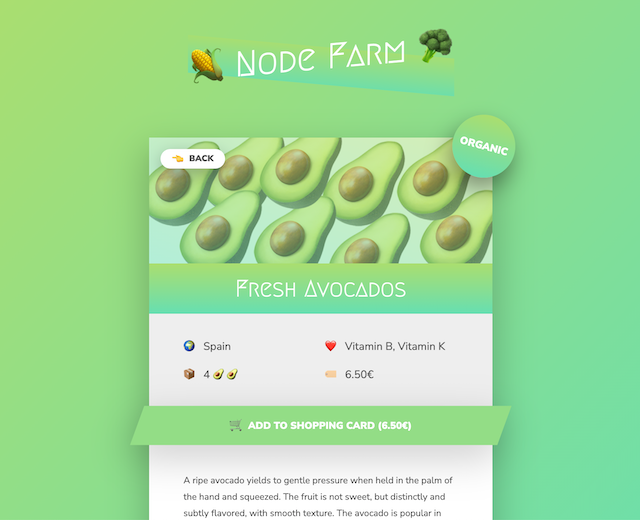 Node Farm
ORGANIC
BACK
Fresh Avocados
Spain
Vitamin B, Vitamin K
4
6.50€
ADD TO SHOPPING CARD (6.50€)
A ripe avocado yields to gentle pressure when held in the palm of
the hand and squeezed. The fruit is not sweet, but distinctly and
subtly flavored, with smooth texture. The avocado is popular in